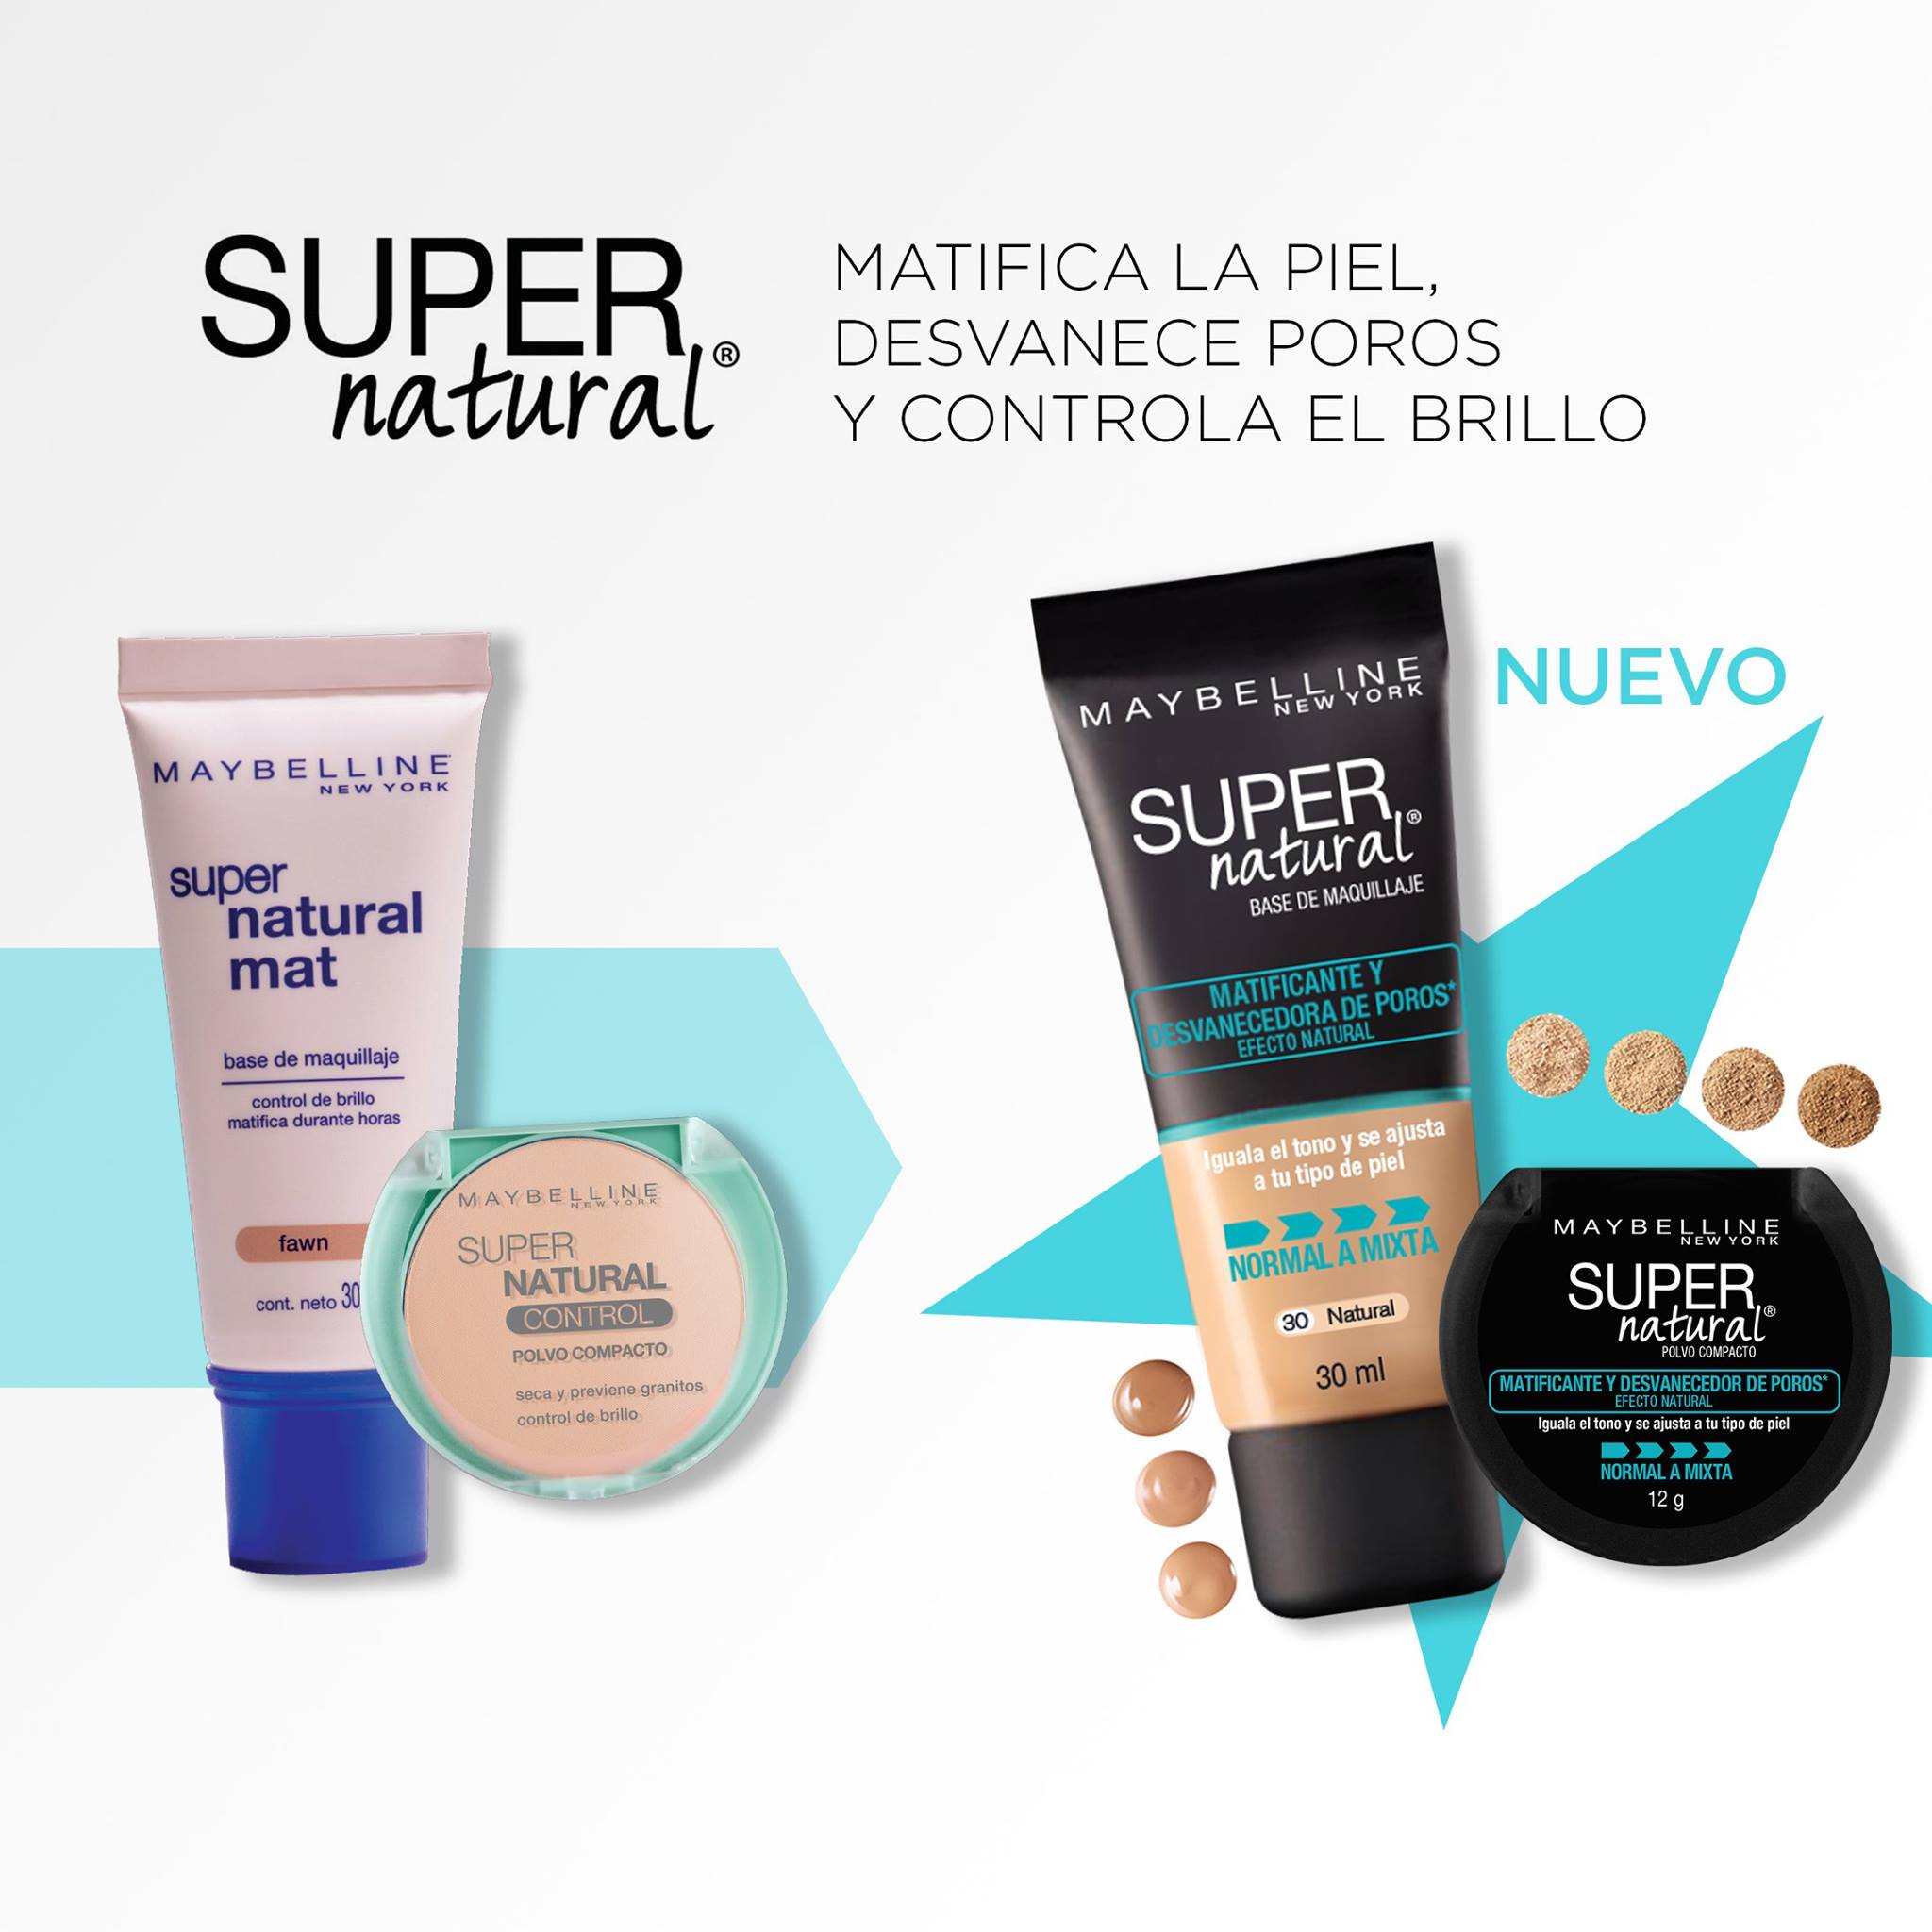 SUPER
natural®
MATIFICA LA PIEL,
DESVANECE POROS
Y CONTROLA EL BRILLO
MAYBELLINE
NEW YORK
super
natural
mat
base de maquillaje
control de brillo
matifica durante horas
fawn
cont. neto 30
MAYBELLINE
NEW YORK
SUPER
NATURAL
CONTROL
POLVO COMPACTO
seca y previene granitos
control de brillo
NUEVO
MAYBELLINE
NEW YORK
SUPER
natural®
BASE DE MAQUILLAJE
MATIFICANTE Y
DESVANECEDORA DE POROS*
EFECTO NATURAL
Iguala el tono y se ajusta
a tu tipo de piel
NORMAL A MIXTA
30 Natural
30 ml
MAYBELLINE
NEW YORK
SUPER
natural®
POLVO COMPACTO
MATIFICANTE Y DESVANECEDOR DE POROS*
EFECTO NATURAL
Iguala el tono y se ajusta a tu tipo de piel
NORMAL A MIXTA
12 g